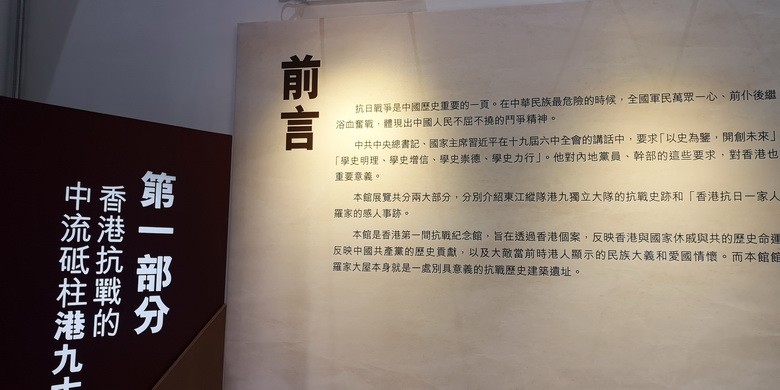 前言
抗日戰爭是中國歷史重要的一頁。在中華民族最危險的時候，全國軍民萬眾一心、前仆後繼
浴血奮戰，體現出中國人民不屈不撓的鬥爭精神。
中共中央總書記、國家主席習近平在十九屆六中全會的講話中，要求「以史為鑒，開創未來」
「學史明理、學史增信、學史崇德、學史力行」。他對內地黨員、幹部的這些要求，對香港也
重要意義。
本館展覽共分兩大部分，分別介紹東江縱隊港九獨立大隊的抗戰史跡和「香港抗日一家人
羅家的感人事跡。
本館是香港第一間抗戰紀念館，旨在透過香港個案，反映香港與國家休戚與共的歷史命運
反映中國共產黨的歷史貢獻，以及大敵當前時港人顯示的民族大義和愛國情懷。而本館館
羅家大屋本身就是一處別具意義的抗戰歷史建築遺址。
第一部分
香港抗戰的
中流砥柱港九大